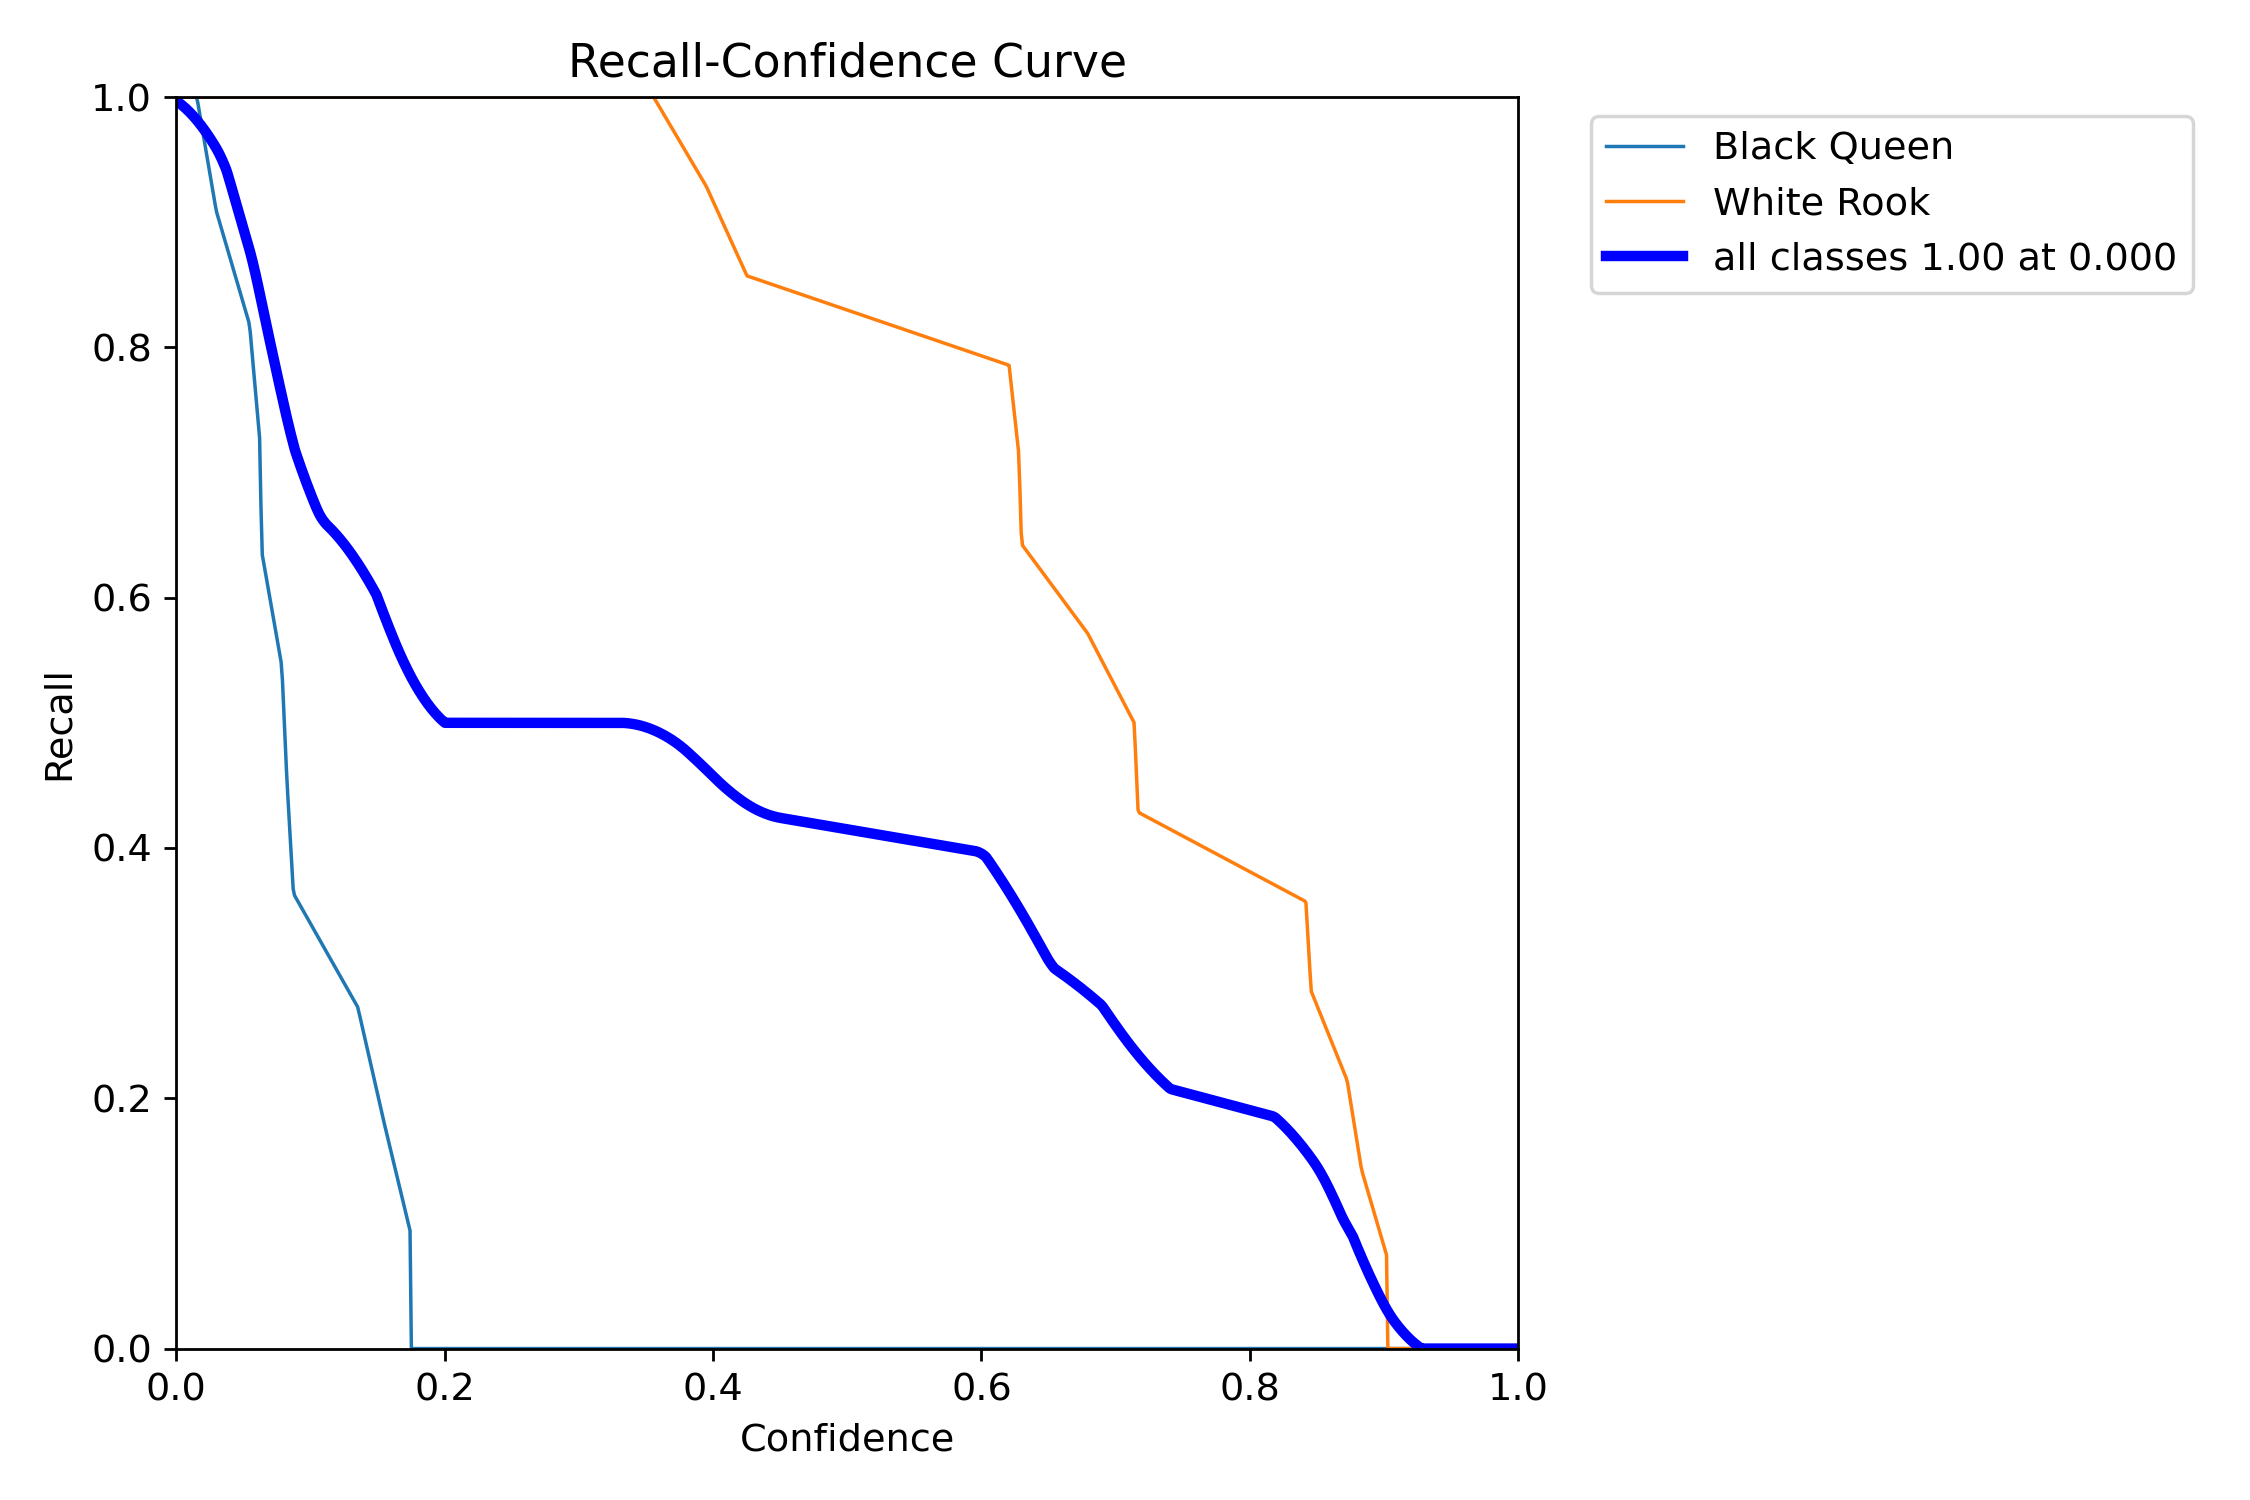 Recall-Confidence Curve
1.0
0.8
0.6
0.4
0.2
0.0
Recall
0.0 0.2 0.4 0.6 0.8 1.0
Confidence
Black Queen
White Rook
all classes 1.00 at 0.000